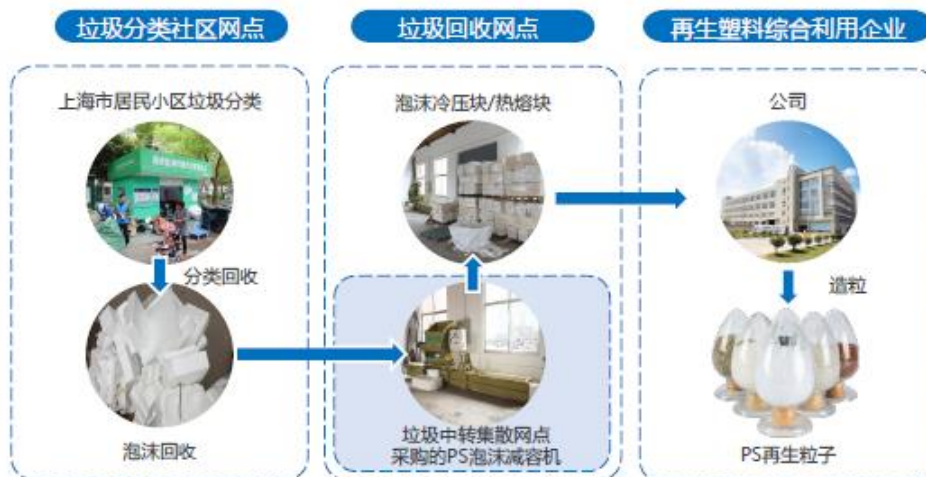 垃圾分类社区网点
垃圾回收网点
再生塑料综合利用企业
上海市居民小区垃圾分类
泡沫冷压块/热熔块
公司
分类回收
造粒
泡沫回收
垃圾中转集散网点
采购的PS泡沫减容机
PS再生粒子